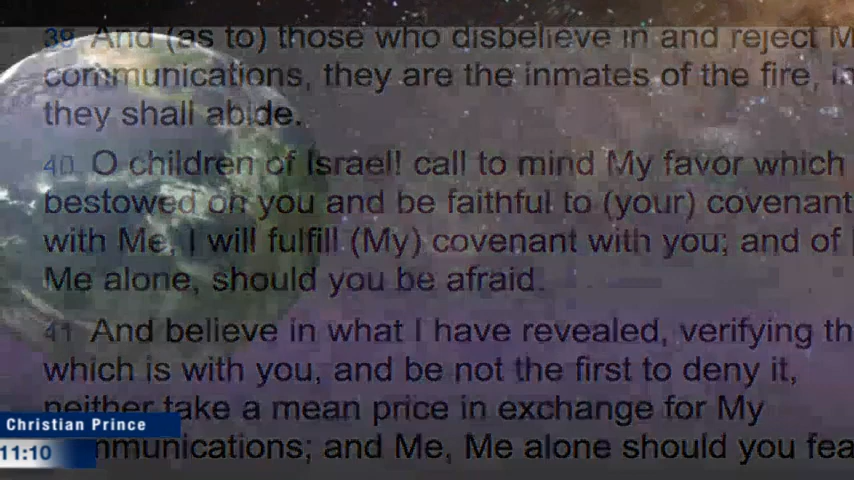 39 And (as to) those who disbelieve in and reject M
communications, they are the inmates of the fire, in
they shall abide.
40 O children of Israel! call to mind My favor which
bestowed on you and be faithful to (your) covenant
with Me, I will fulfill (My) covenant with you; and of
Me alone, should you be afraid.
41 And believe in what I have revealed, verifying th
which is with you, and be not the first to deny it,
neither take a mean price in exchange for My
mmunications; and Me, Me alone should you fea
Christian Prince
11:10